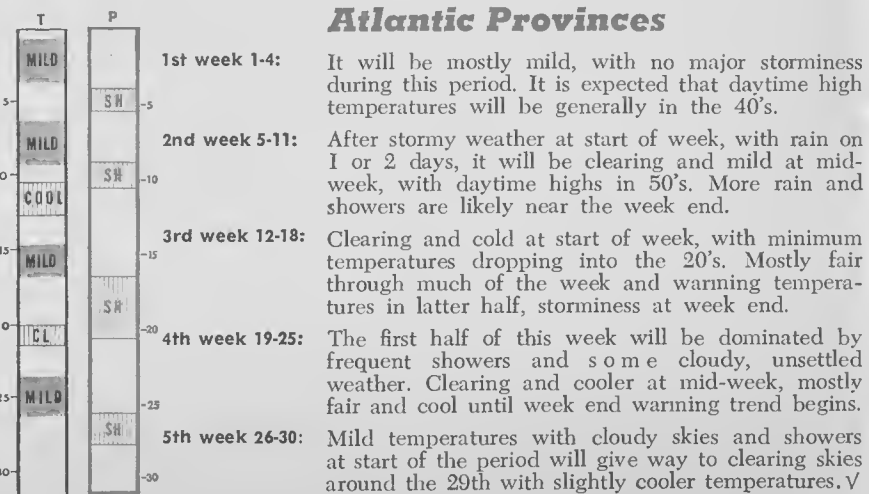 Atlantic Provinces
T
P
MILD
5-
MILD
0-
COOL
15-
MILD
0-
CL
25-
MILD
30-
SH
-5
SH
-10
-15
SH
-20
-25
SH
-30
1st week 1-4:
It will be mostly mild, with no major storminess
during this period. It is expected that daytime high
temperatures will be generally in the 40's.
2nd week 5-11:
After stormy weather at start of week, with rain on
1 or 2 days, it will be clearing and mild at mid-
week, with daytime highs in 50's. More rain and
showers are likely near the week end.
3rd week 12-18:
Clearing and cold at start of week, with minimum
temperatures dropping into the 20's. Mostly fair
through much of the week and warming tempera-
tures in latter half, storminess at week end.
4th week 19-25:
The first half of this week will be dominated by
frequent showers and some cloudy, unsettled
weather. Clearing and cooler at mid-week, mostly
fair and cool until week end warming trend begins.
5th week 26-30:
Mild temperatures with cloudy skies and showers
at start of the period will give way to clearing skies
around the 29th with slightly cooler temperatures. V